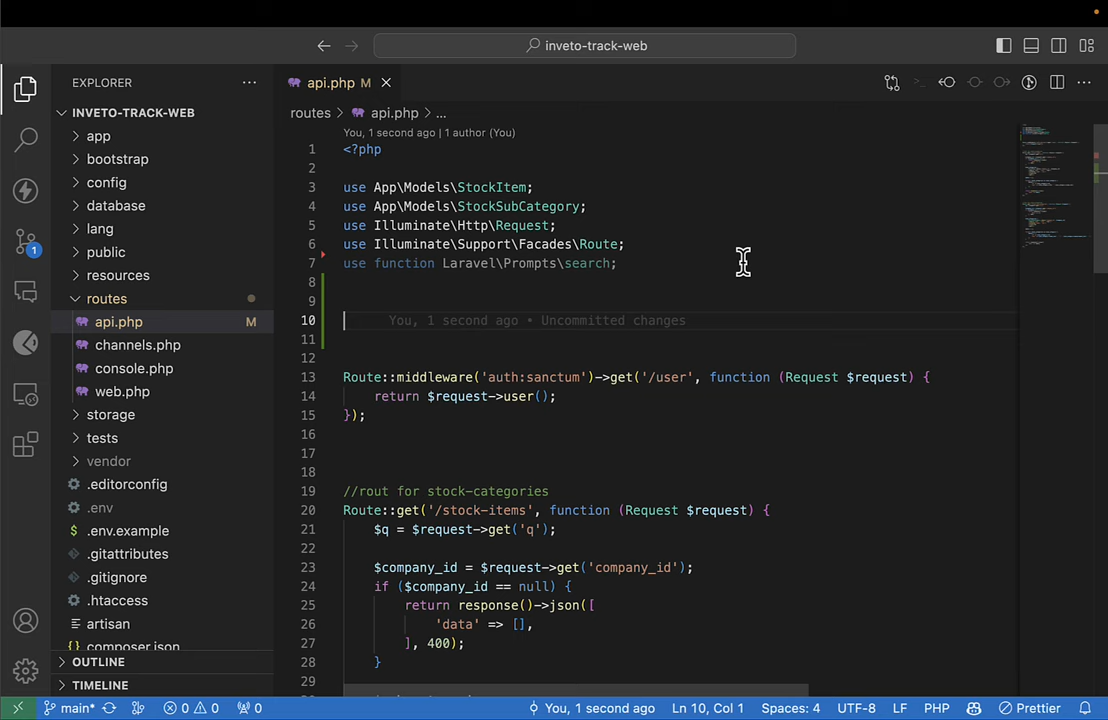 inveto-track-web
EXPLORER
api.php M
INVETO-TRACK-WEB
app
bootstrap
config
database
lang
public
resources
routes
api.php M
channels.php
console.php
web.php
storage
tests
vendor
.editorconfig
.env
.env.example
.gitattributes
.gitignore
.htaccess
artisan
{} composer.json
OUTLINE
TIMELINE
1
routes > api.php > ...
You, 1 second ago | 1 author (You)
1 <?php
2
3 use App\Models\StockItem;
4 use App\Models\StockSubCategory;
5 use Illuminate\Http\Request;
6 use Illuminate\Support\Facades\Route;
7 use function Laravel\Prompts\search;
8
9
10 You, 1 second ago • Uncommitted changes
11
12
13 Route::middleware('auth:sanctum')->get('/user', function (Request $request) {
14 return $request->user();
15 });
16
17
18
19 //rout for stock-categories
20 Route::get('/stock-items', function (Request $request) {
21 $q = $request->get('q');
22
23 $company_id = $request->get('company_id');
24 if ($company_id == null) {
25 return response()->json([
26 'data' => [],
27 ], 400);
28 }
29
main* 0 0 0 You, 1 second ago Ln 10, Col 1 Spaces: 4 UTF-8 LF PHP Prettier